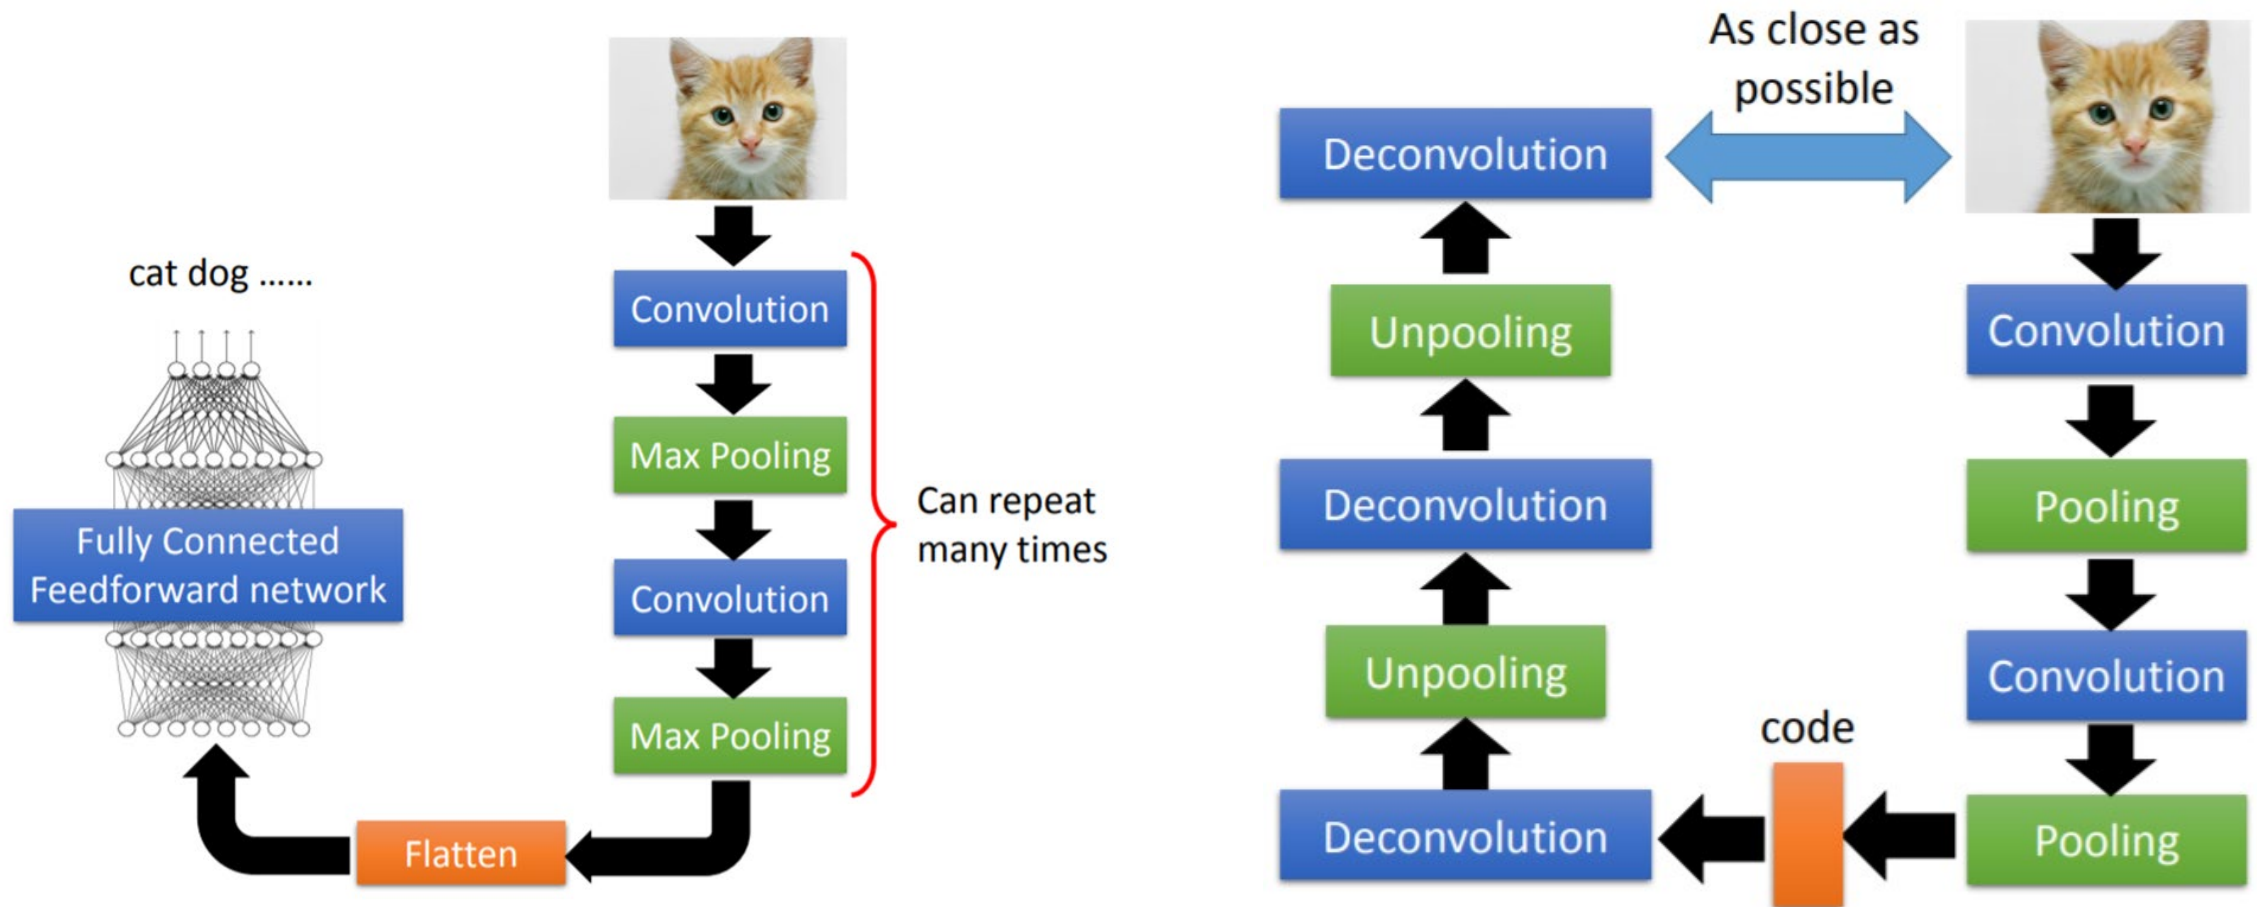 cat dog ......
Fully Connected
Feedforward network
Convolution
Max Pooling
Convolution
Max Pooling
Flatten
Can repeat
many times
As close as
possible
Deconvolution
Unpooling
Deconvolution
Unpooling
Deconvolution
code
Convolution
Pooling
Convolution
Pooling